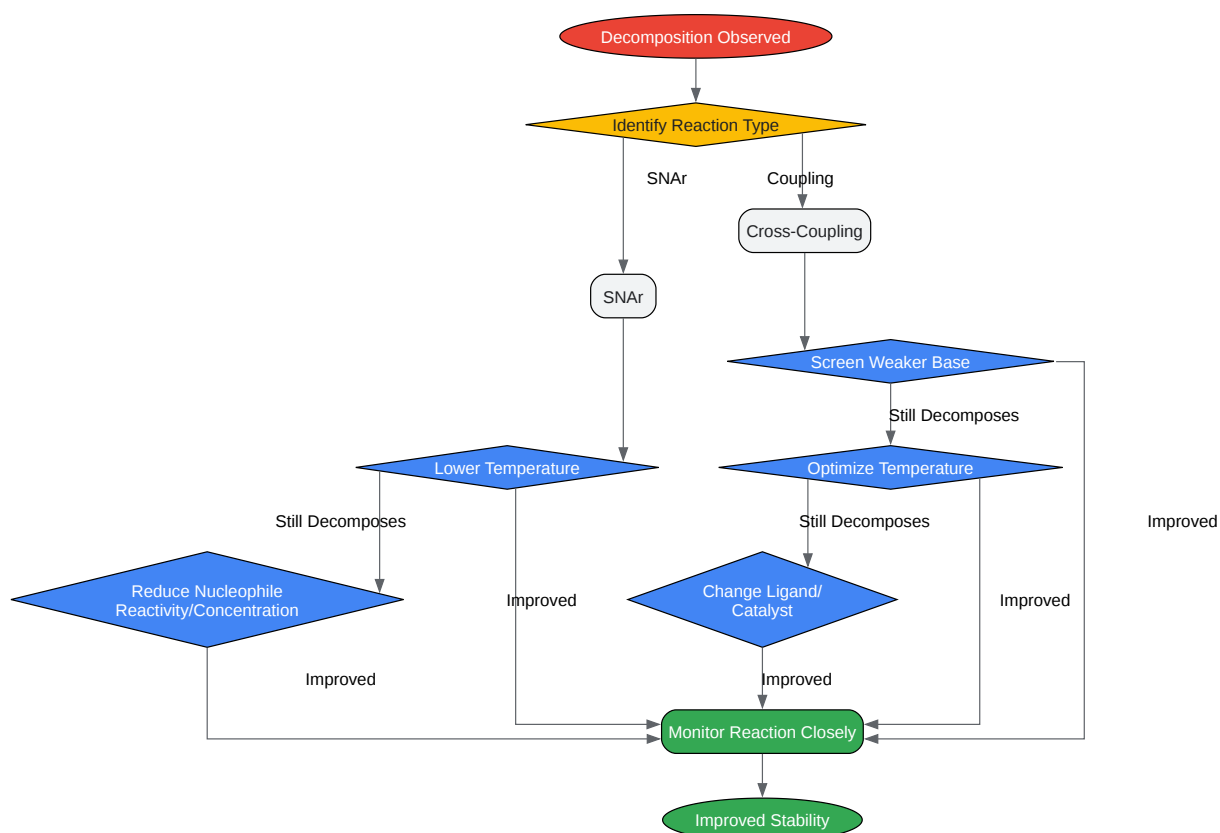 Decomposition Observed
Identify Reaction Type
SNAr
Coupling
Cross-Coupling
SNAr
Screen Weaker Base
Still Decomposes
Lower Temperature
Optimize Temperature
Still Decomposes
Still Decomposes
Improved
Reduce Nucleophile
Reactivity/Concentration
Improved
Change Ligand/
Catalyst
Improved
Improved
Improved
Monitor Reaction Closely
Improved Stability